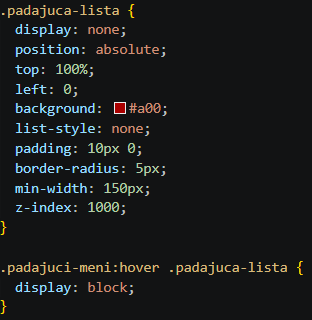 .padajuca-lista {
  display: none;
  position: absolute;
  top: 100%;
  left: 0;
  background: #a00;
  list-style: none;
  padding: 10px 0;
  border-radius: 5px;
  min-width: 150px;
  z-index: 1000;
}

.padajuci-meni:hover .padajuca-lista {
  display: block;
}